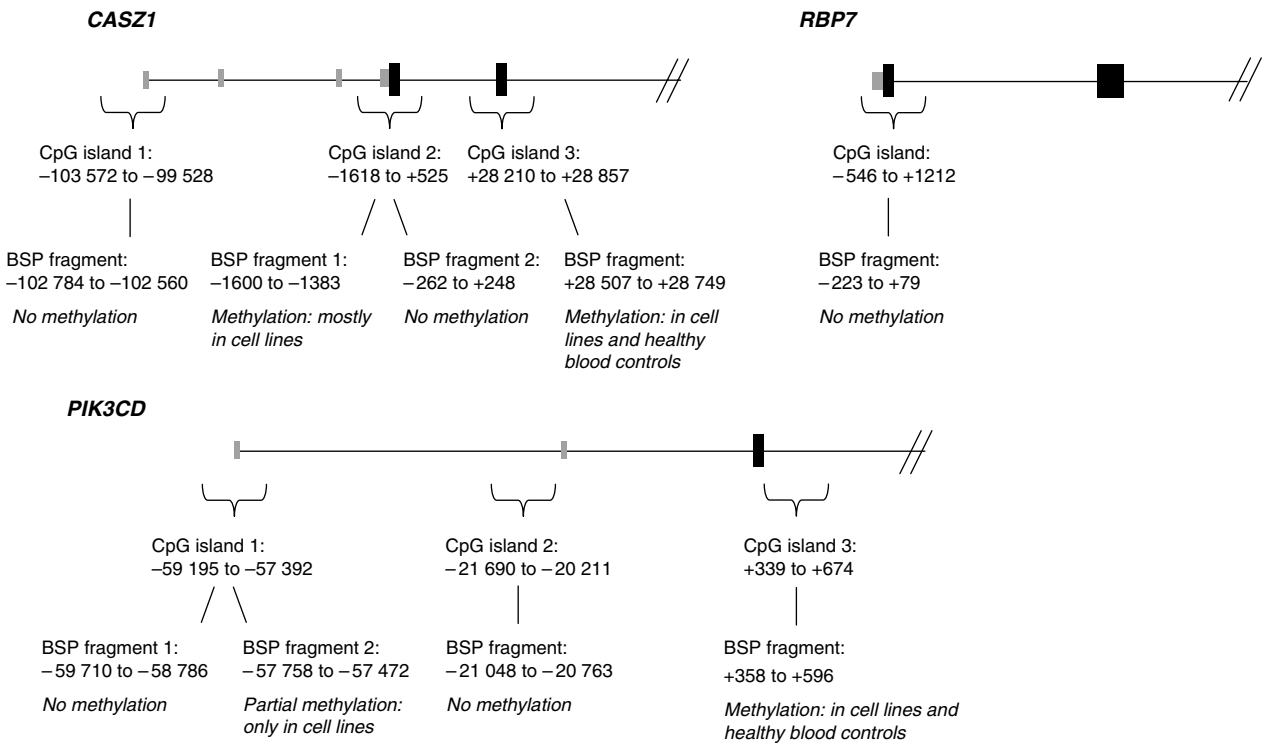 CASZ1
RBP7
CpG island 1:
–103 572 to –99 528
CpG island 2:
–1618 to +525
CpG island 3:
+28 210 to +28 857
CpG island:
–546 to +1212
BSP fragment:
–102 784 to –102 560
No methylation
BSP fragment 1:
–1600 to –1383
Methylation: mostly
in cell lines
BSP fragment 2:
–262 to +248
No methylation
BSP fragment:
+28 507 to +28 749
Methylation: in cell
lines and healthy
blood controls
BSP fragment:
–223 to +79
No methylation
PIK3CD
CpG island 1:
–59 195 to –57 392
CpG island 2:
–21 690 to –20 211
CpG island 3:
+339 to +674
BSP fragment 1:
–59 710 to –58 786
No methylation
BSP fragment 2:
–57 758 to –57 472
Partial methylation:
only in cell lines
BSP fragment:
–21 048 to –20 763
No methylation
BSP fragment:
+358 to +596
Methylation: in cell lines and
healthy blood controls